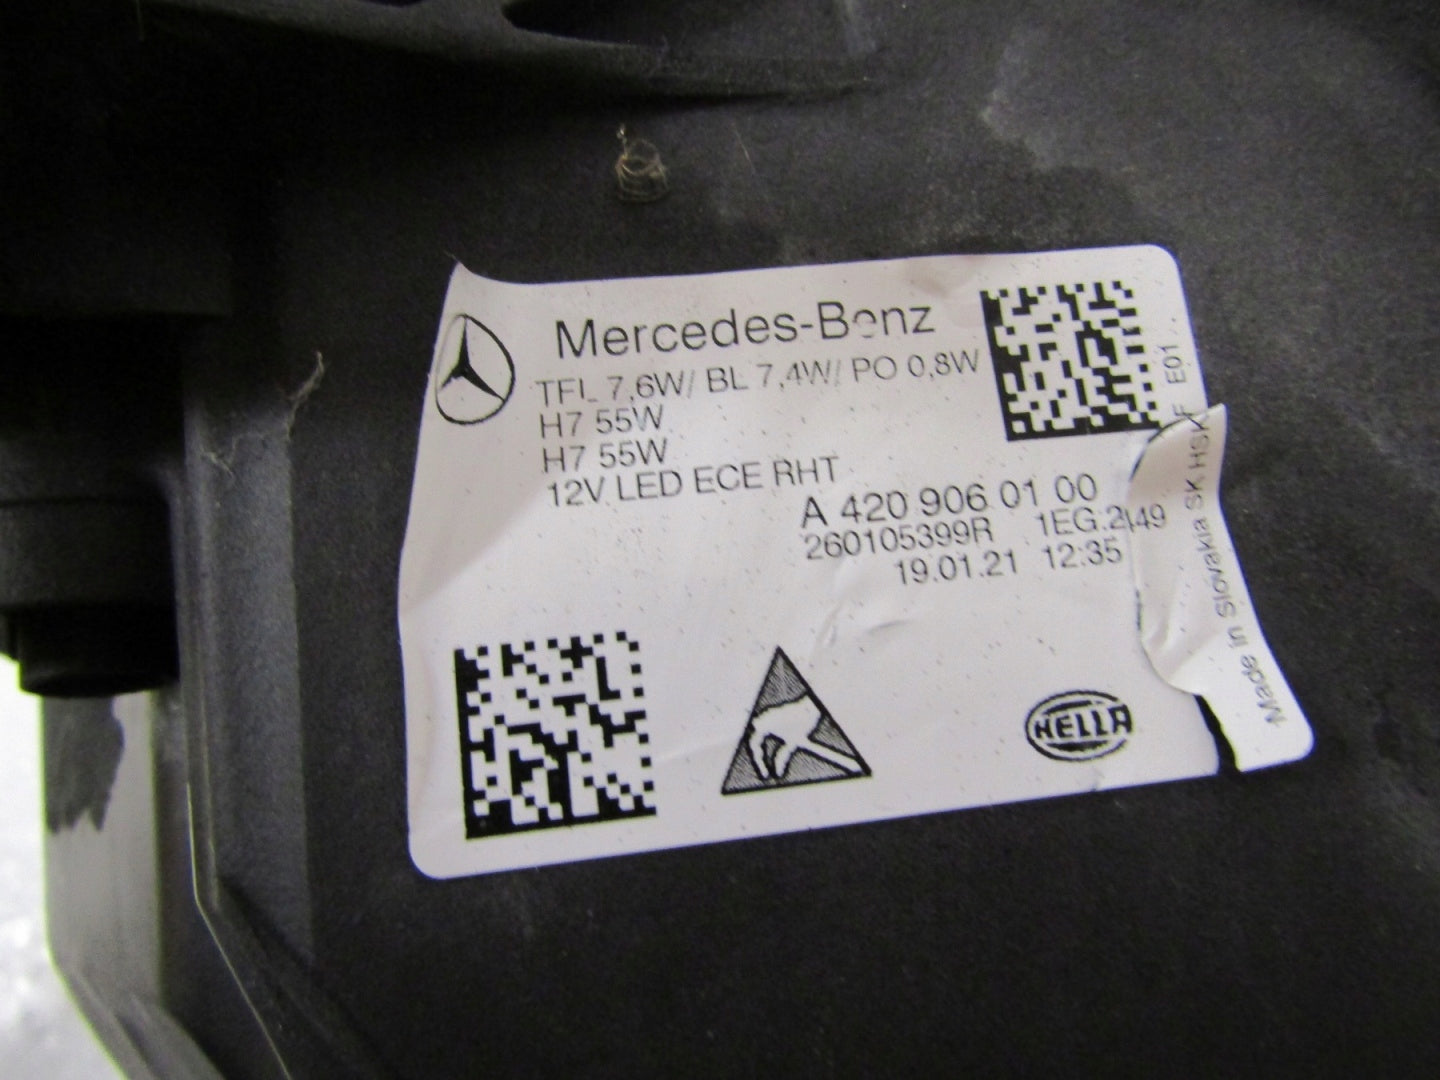 Mercedes-Benz
TFL 7,6W/ BL 7,4W/ PO 0,8W
H7 55W
H7 55W
12V LED ECE RHT
A 420 906 01 00
260105399R
19.01.21 12:35
E01
HELLA
Made in Slovakia SK